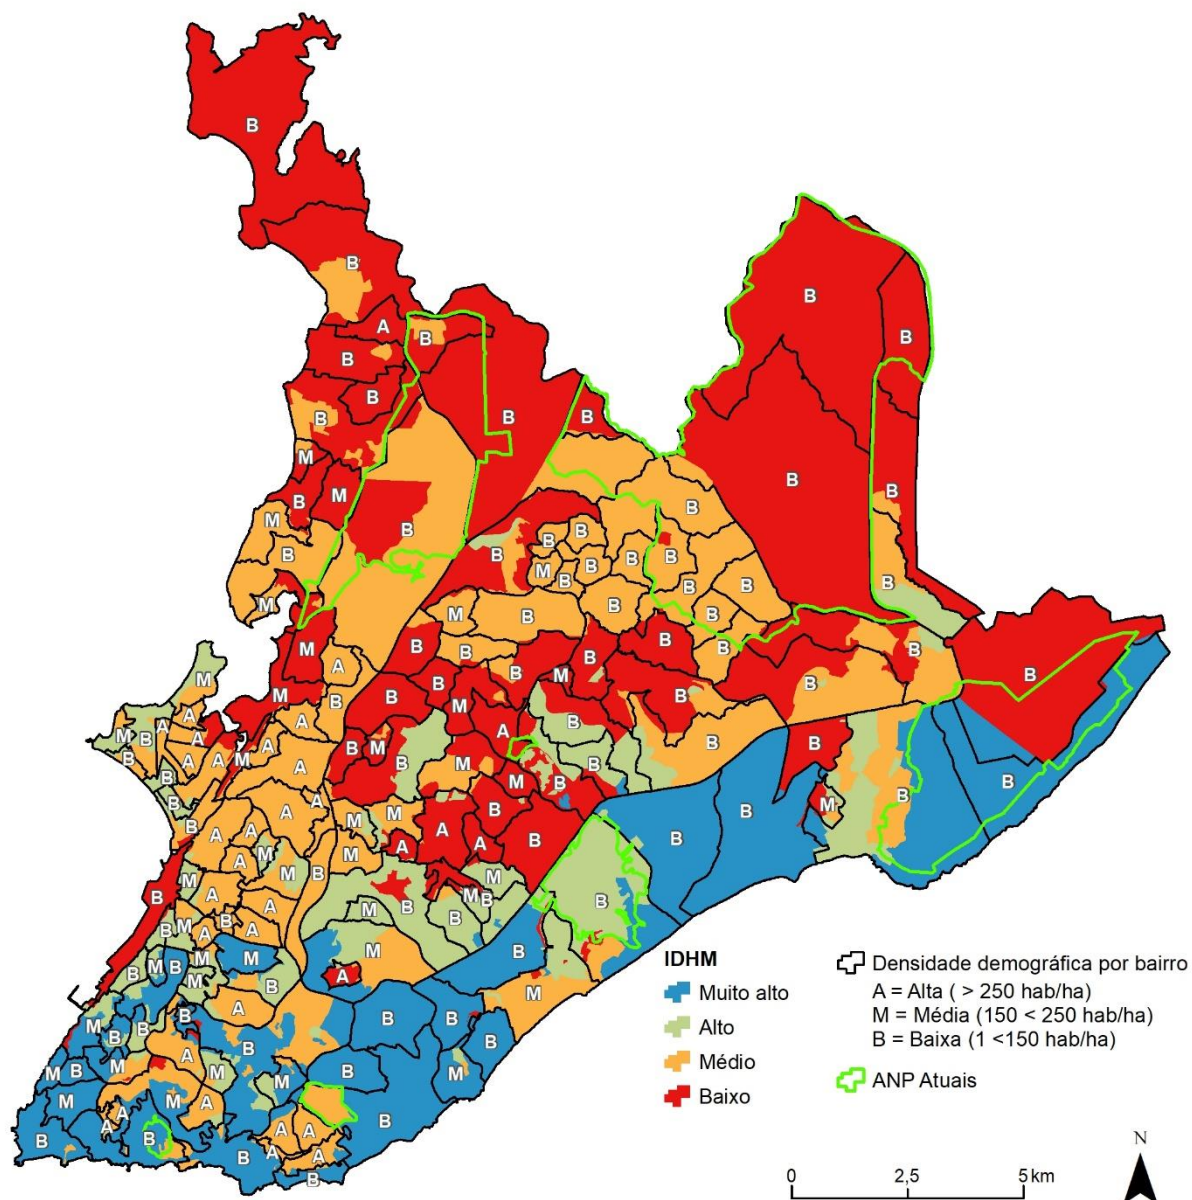 B
B
B
A
B
B
B
B
B
B
B
B
M
B
B
M
B
B
M
B
B
B
B
B
B
B
M
B
B
B
B
B
B
M
B
M
B
B
B
M
B
B
B
B
B
B
A
M
B
B
M
B
B
M
B
B
M
A
A
B
M
A
B
A
A
B
M
B
B
B
A
M
B
A
A
M
A
B
M
B
M
B
B
B
A
B
B
M
B
A
M
M
B
B
A
A
A
A
A
B
A
M
M
M
B
M
M
B
A
A
M
B
B
B
B
M
A
B
A
M
B
M
B
M
M
B
M
A
B
M
B
A
M
B
B
B
M
B
B
B
B
A
M
B
M
M
B
M
B
M
M
A
A
A
B
A
A
B
B
A
A
B
IDHM
Muito alto
Alto
Médio
Baixo
Densidade demográfica por bairro
A = Alta ( > 250 hab/ha)
M = Média (150 < 250 hab/ha)
B = Baixa (1 <150 hab/ha)
ANP Atuais
N
0 2,5 5 km